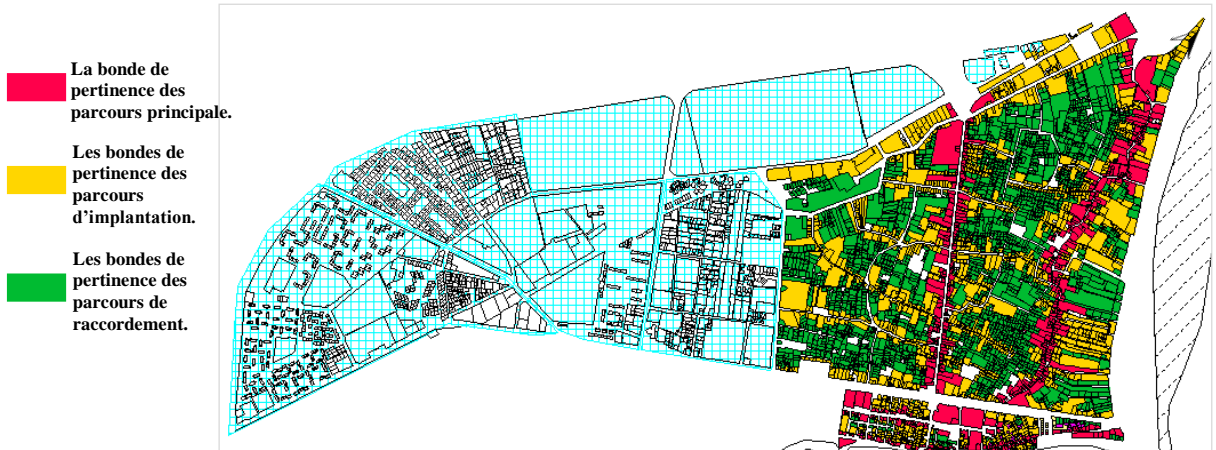 La bonde de
pertinence des
parcours principale.
Les bondes de
pertinence des
parcours
d’implantation.
Les bondes de
pertinence des
parcours de
raccordement.